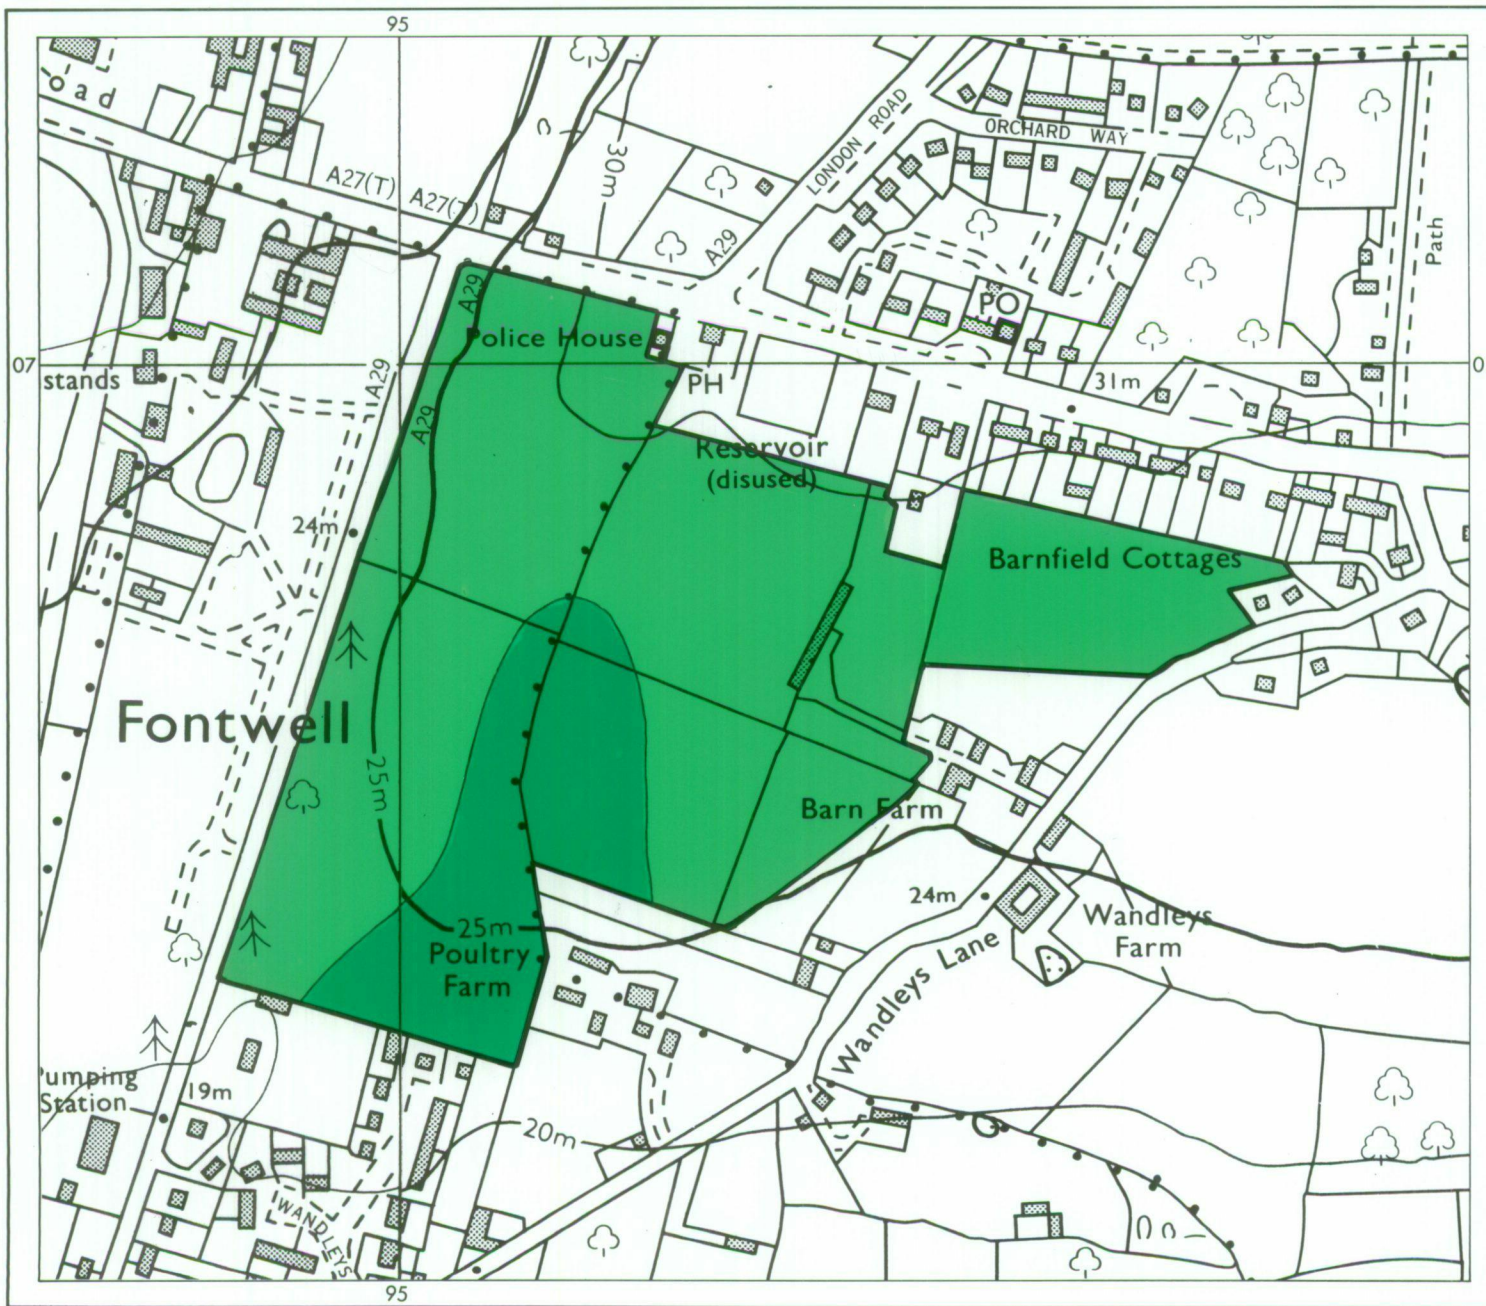 95
oad
LONDON ROAD
ORCHARD WAY
30m
A27(T)
A27(T)
A29
Path
A29
PO
Police House
07
0
stands
A29
PH
31m
A29
Reservoir
(disused)
24m
Barnfield Cottages
Fontwell
25m
Barn Farm
24m
Wandleys
Farm
25m
Poultry
Farm
Wandleys Lane
umping
Station
19m
20m
WANDLEYS
95